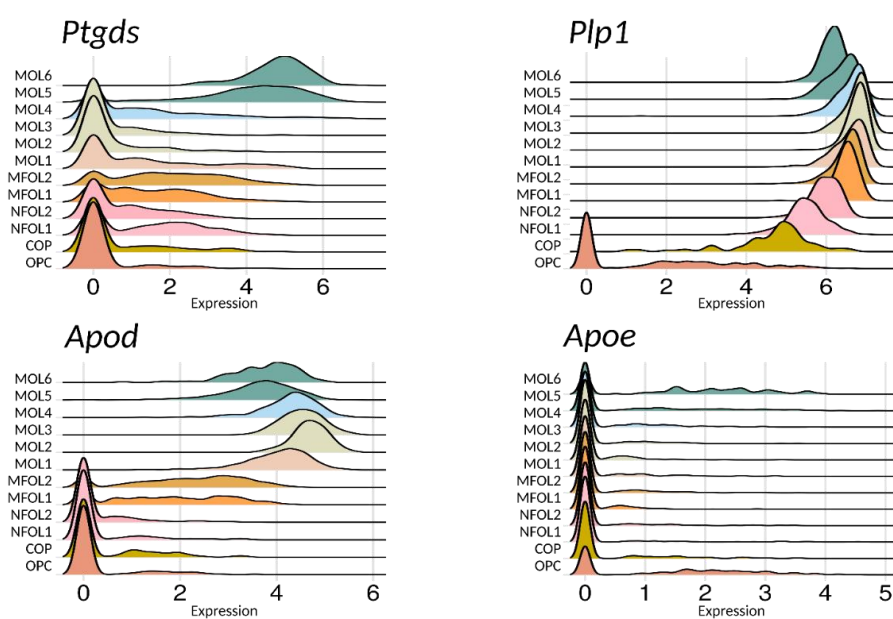 Ptgds
MOL6
MOL5
MOL4
MOL3
MOL2
MOL1
MFOL2
MFOL1
NFOL2
NFOL1
COP
OPC
0 2 4 6
Expression
Plp1
MOL6
MOL5
MOL4
MOL3
MOL2
MOL1
MFOL2
MFOL1
NFOL2
NFOL1
COP
OPC
0 2 4 6
Expression
Apod
MOL6
MOL5
MOL4
MOL3
MOL2
MOL1
MFOL2
MFOL1
NFOL2
NFOL1
COP
OPC
0 2 4 6
Expression
Apoe
MOL6
MOL5
MOL4
MOL3
MOL2
MOL1
MFOL2
MFOL1
NFOL2
NFOL1
COP
OPC
0 1 2 3 4 5
Expression